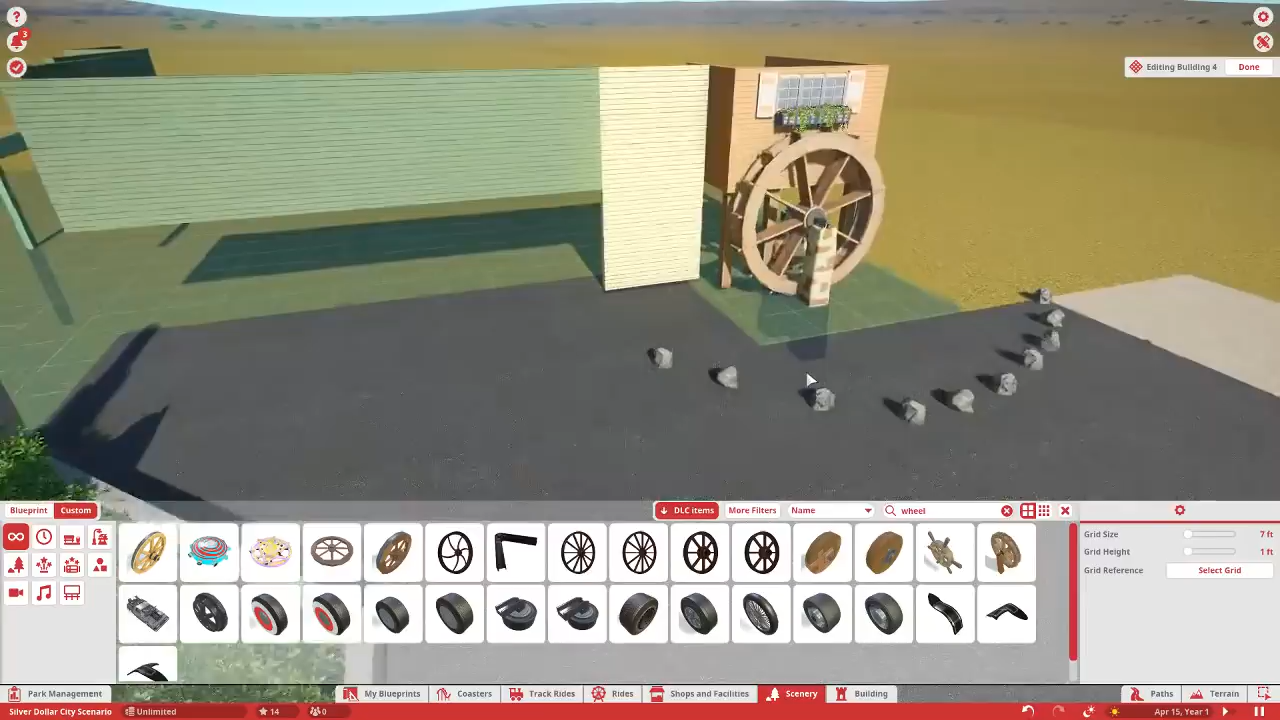 ?
3
Editing Building 4 Done
Blueprint Custom
DLC items More Filters Name wheel
Grid Size 7 ft
Grid Height 1 ft
Grid Reference Select Grid
Park Management My Blueprints Coasters Track Rides Rides Shops and Facilities Scenery Building Paths Terrain
Silver Dollar City Scenario Unlimited 14 0 Apr 15, Year 1